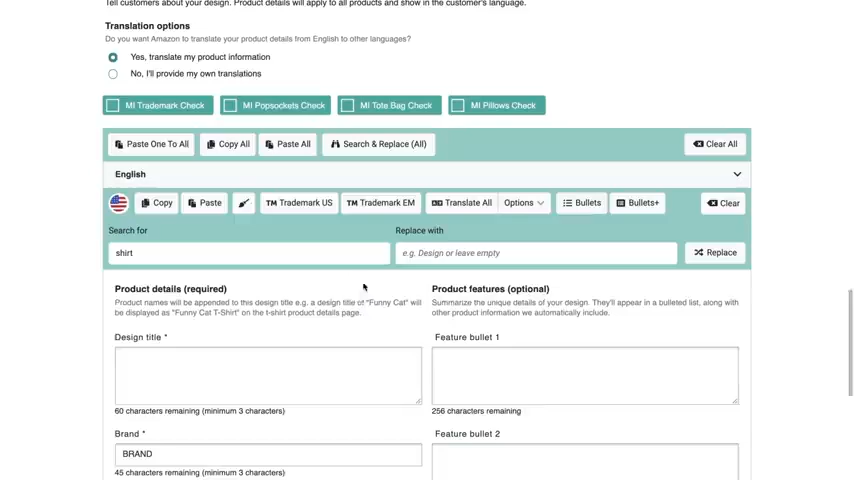 Tell customers about your design. Product details will apply to all products and show in the customer's language.
Translation options
Do you want Amazon to translate your product details from English to other languages?
Yes, translate my product information
No, I'll provide my own translations
MI Trademark Check
MI Popsockets Check
MI Tote Bag Check
MI Pillows Check
Paste One To All
Copy All
Paste All
Search & Replace (All)
Clear All
English
Copy
Paste
TM Trademark US
TM Trademark EM
Translate All
Options
Bullets
Bullets+
Clear
Search for
Replace with
shirt
e.g. Design or leave empty
Replace
Product details (required)
Product names will be appended to this design title e.g. a design title of "Funny Cat" will
be displayed as "Funny Cat T-Shirt" on the t-shirt product details page.
Product features (optional)
Summarize the unique details of your design. They'll appear in a bulleted list, along with
other product information we automatically include.
Design title *
Feature bullet 1
60 characters remaining (minimum 3 characters)
256 characters remaining
Brand *
Feature bullet 2
BRAND
45 characters remaining (minimum 3 characters)